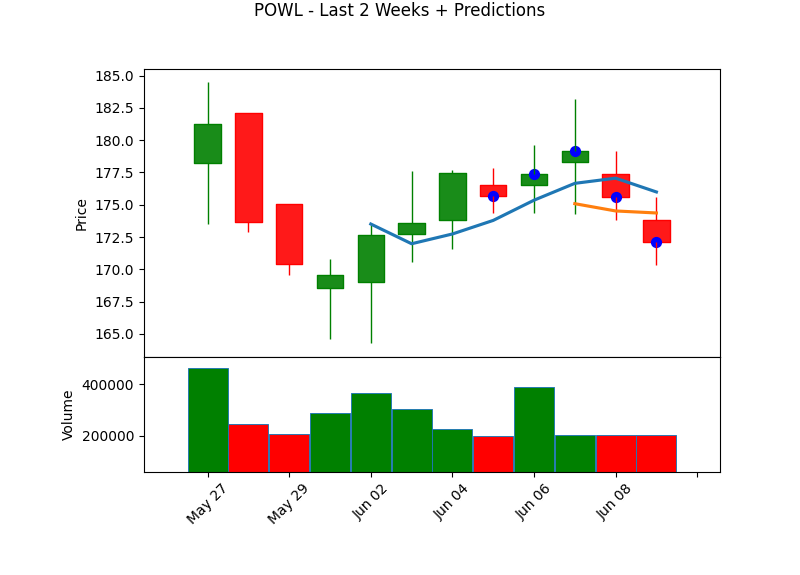 POWL - Last 2 Weeks + Predictions
185.0
182.5
180.0
177.5
175.0
172.5
170.0
167.5
165.0
Price
400000
200000
Volume
May 27
May 29
Jun 02
Jun 04
Jun 06
Jun 08